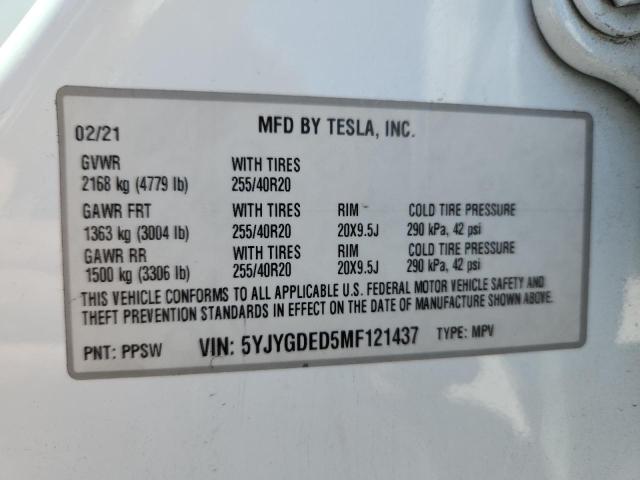 02/21 MFD BY TESLA, INC.
GVWR WITH TIRES
2168 kg (4779 lb) 255/40R20
GAWR FRT WITH TIRES RIM COLD TIRE PRESSURE
1363 kg (3004 lb) 255/40R20 20X9.5J 290 kPa, 42 psi
GAWR RR WITH TIRES RIM COLD TIRE PRESSURE
1500 kg (3306 lb) 255/40R20 20X9.5J 290 kPa, 42 psi
THIS VEHICLE CONFORMS TO ALL APPLICABLE U.S. FEDERAL MOTOR VEHICLE SAFETY AND
THEFT PREVENTION STANDARDS IN EFFECT ON THE DATE OF MANUFACTURE SHOWN ABOVE.
PNT: PPSW VIN: 5YJYGDED5MF121437 TYPE: MPV